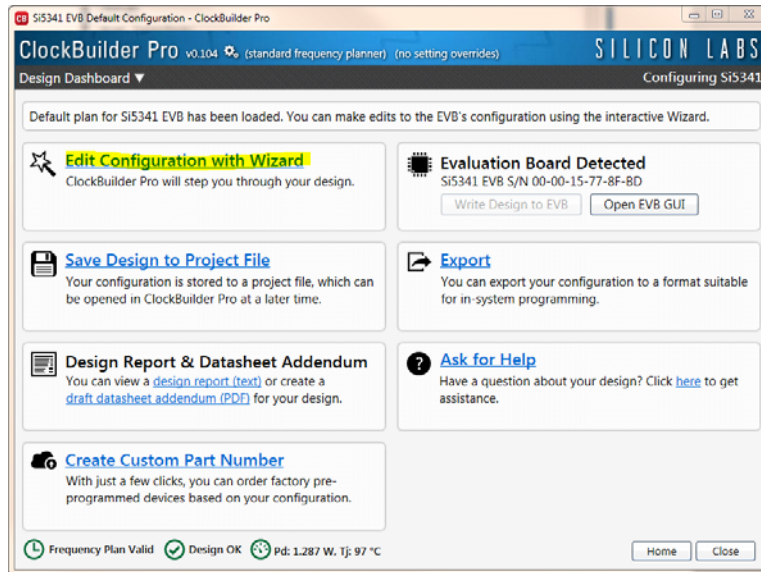 CB Si5341 EVB Default Configuration - ClockBuilder Pro
ClockBuilder Pro v0.104 (standard frequency planner) (no setting overrides) SILICON LABS
Design Dashboard ▼ Configuring Si5341
Default plan for Si5341 EVB has been loaded. You can make edits to the EVB's configuration using the interactive Wizard.
Edit Configuration with Wizard
ClockBuilder Pro will step you through your design.
Evaluation Board Detected
Si5341 EVB S/N 00-00-15-77-8F-8D
Write Design to EVB Open EVB GUI
Save Design to Project File
Your configuration is stored to a project file, which can
be opened in ClockBuilder Pro at a later time.
Export
You can export your configuration to a format suitable
for in-system programming.
Design Report & Datasheet Addendum
You can view a design report (text) or create a
draft datasheet addendum (PDF) for your design.
? Ask for Help
Have a question about your design? Click here to get
assistance.
Create Custom Part Number
With just a few clicks, you can order factory pre-
programmed devices based on your configuration.
Frequency Plan Valid Design OK Pd: 1.287 W, Tj: 97 °C Home Close